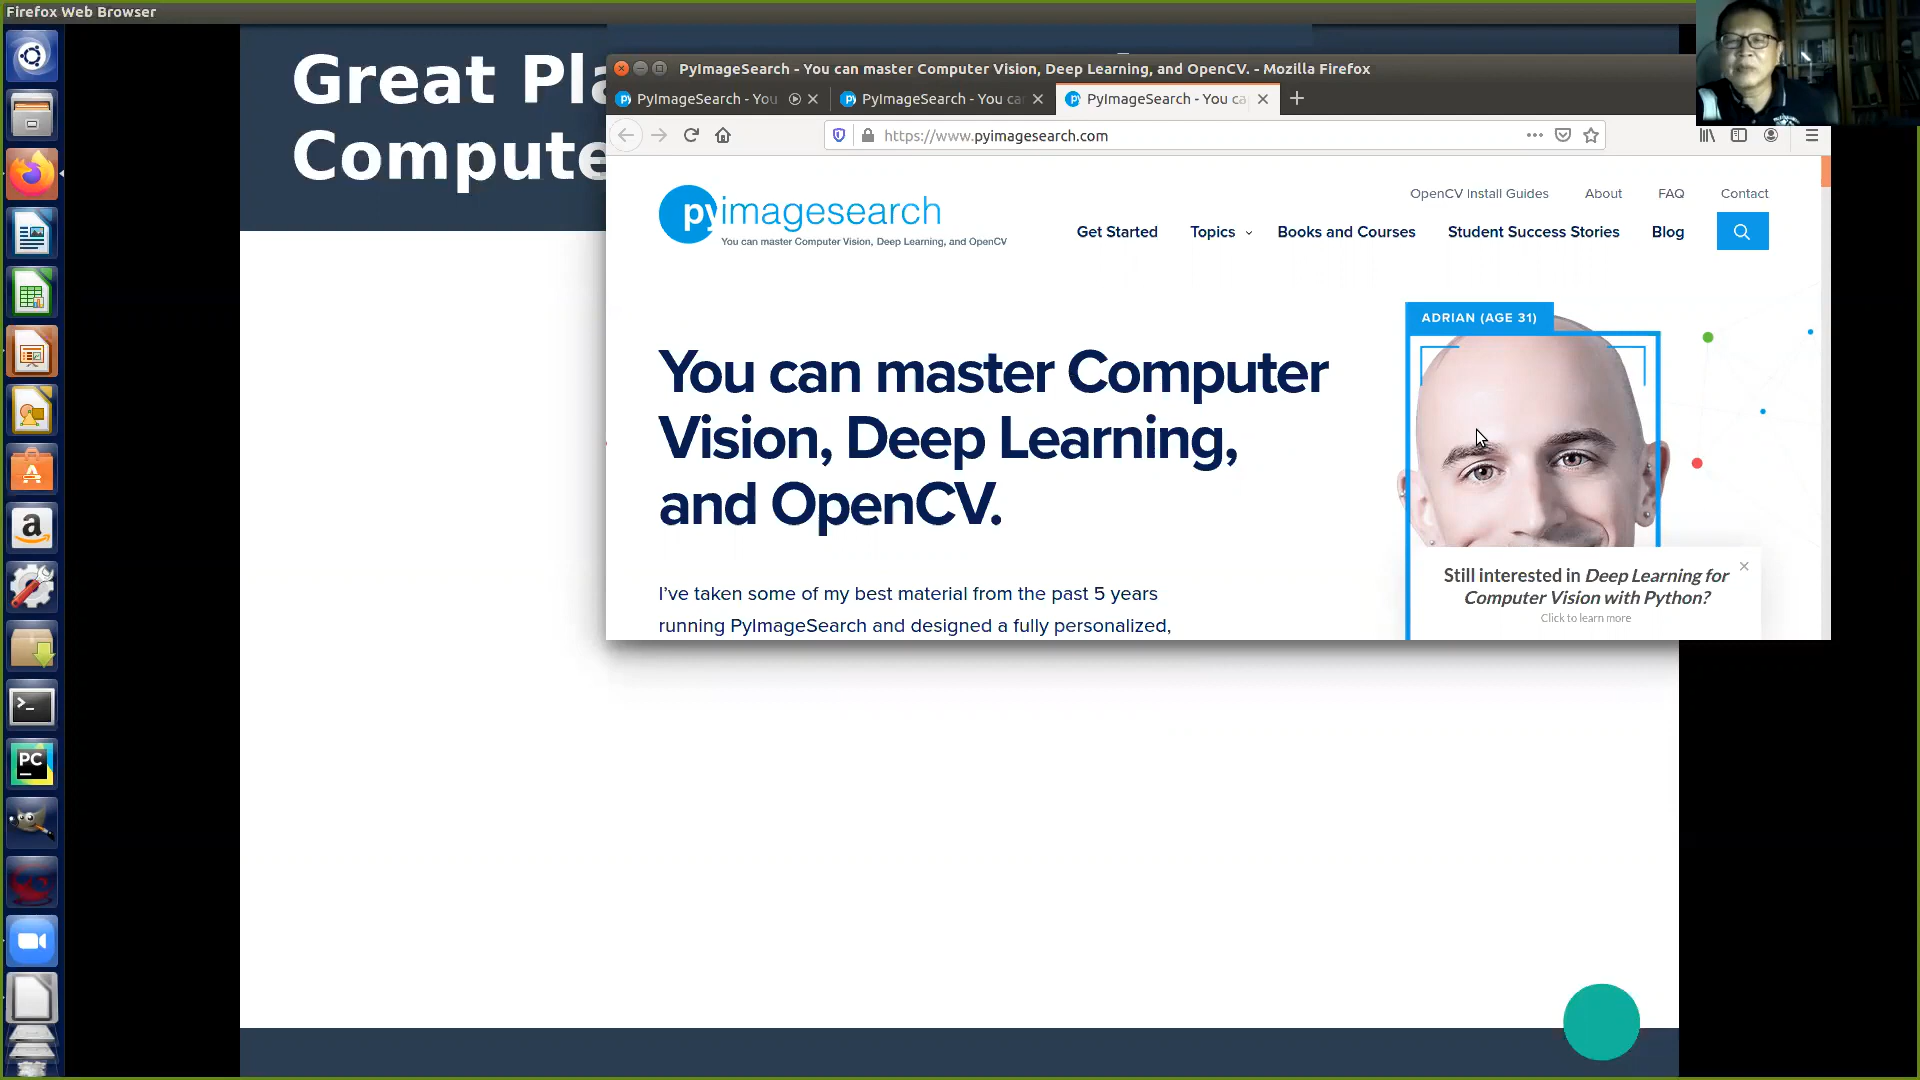 Firefox Web Browser
Great Pla
Compute
PyImageSearch - You can master Computer Vision, Deep Learning, and OpenCV. - Mozilla Firefox
PyImageSearch - You
PyImageSearch - You ca
PyImageSearch - You ca
https://www.pyimagesearch.com
pyimagesearch
You can master Computer Vision, Deep Learning, and OpenCV
OpenCV Install Guides About FAQ Contact
Get Started Topics Books and Courses Student Success Stories Blog
ADRIAN (AGE 31)
You can master Computer
Vision, Deep Learning,
and OpenCV.
I've taken some of my best material from the past 5 years
running PyImageSearch and designed a fully personalized,
Still interested in Deep Learning for
Computer Vision with Python?
Click to learn more
PC